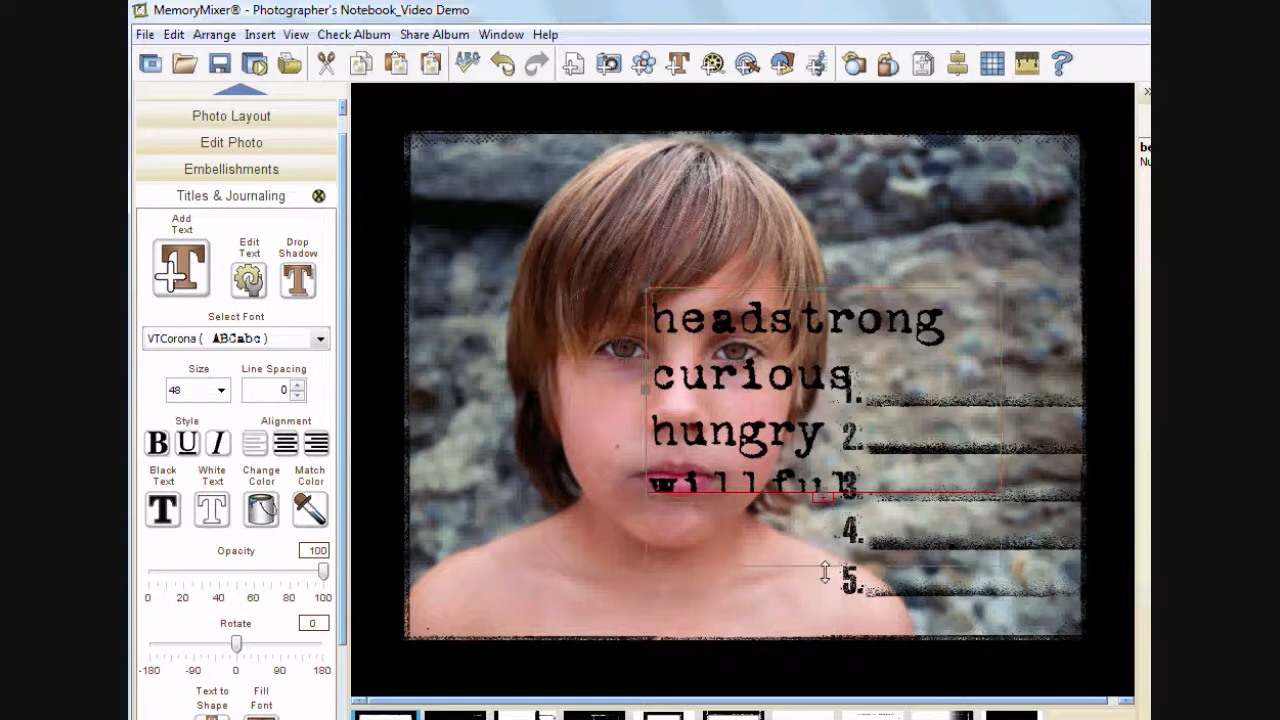 MemoryMixer® - Photographer's Notebook_Video Demo
File Edit Arrange Insert View Check Album Share Album Window Help
Photo Layout
Edit Photo
Embellishments
Titles & Journaling
Add Text
Edit Text
Drop Shadow
Select Font
VTCorona ( ABCabc )
Size
Line Spacing
48
0
Style
Alignment
B U I
Black Text
White Text
Change Color
Match Color
Opacity
100
0 20 40 60 80 100
Rotate
0
-180 -90 0 90 180
Text to Shape
Fill Font
headstrong
curious
hungry
willful
1.
2.
3.
4.
5.